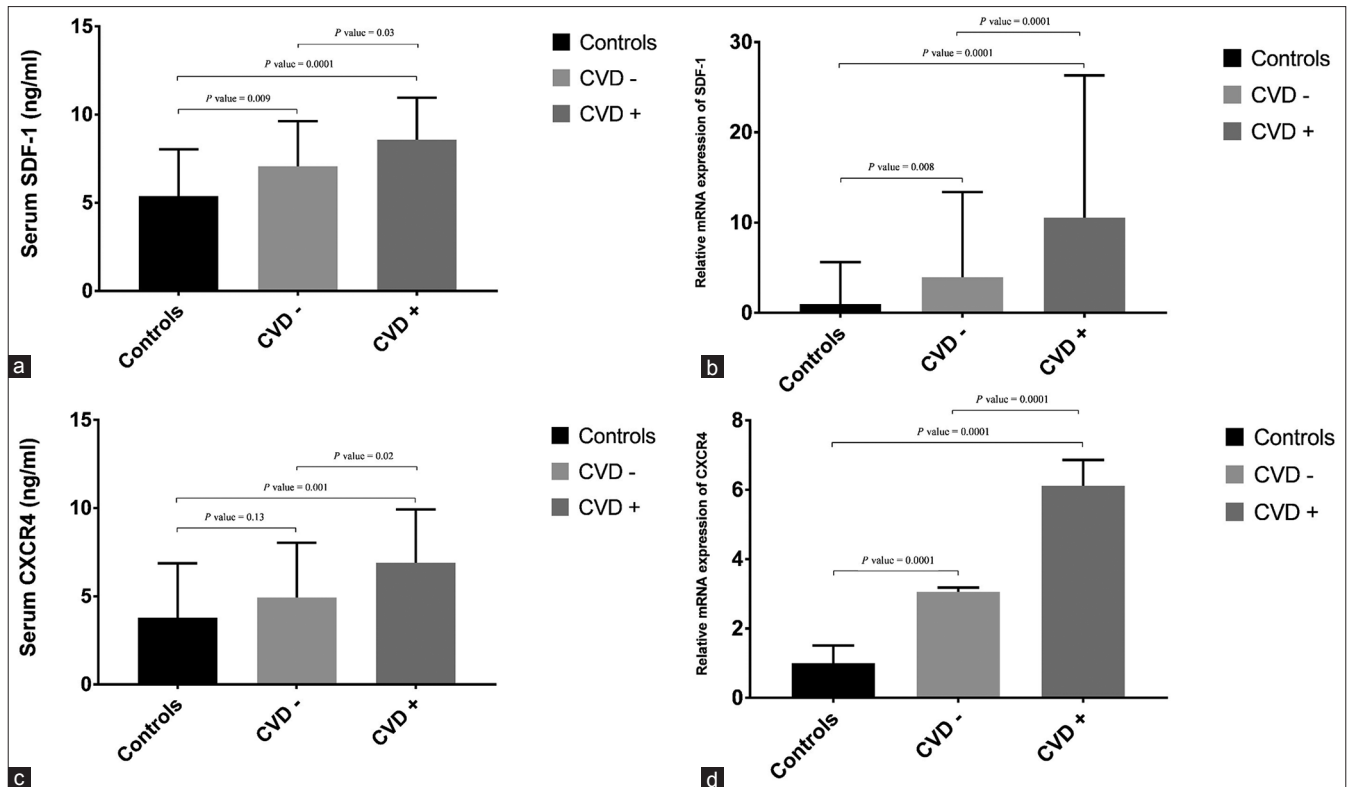 15
10
5
0
Serum SDF-1 (ng/ml)
P value = 0.03
P value = 0.0001
P value = 0.009
Controls
CVD -
CVD +
Controls
CVD -
CVD +
a
30
20
10
0
Relative mRNA expression of SDF-1
P value = 0.0001
P value = 0.0001
P value = 0.008
Controls
CVD -
CVD +
Controls
CVD -
CVD +
b
15
10
5
0
Serum CXCR4 (ng/ml)
P value = 0.02
P value = 0.001
P value = 0.13
Controls
CVD -
CVD +
Controls
CVD -
CVD +
c
8
6
4
2
0
Relative mRNA expression of CXCR4
P value = 0.0001
P value = 0.0001
P value = 0.0001
Controls
CVD -
CVD +
Controls
CVD -
CVD +
d